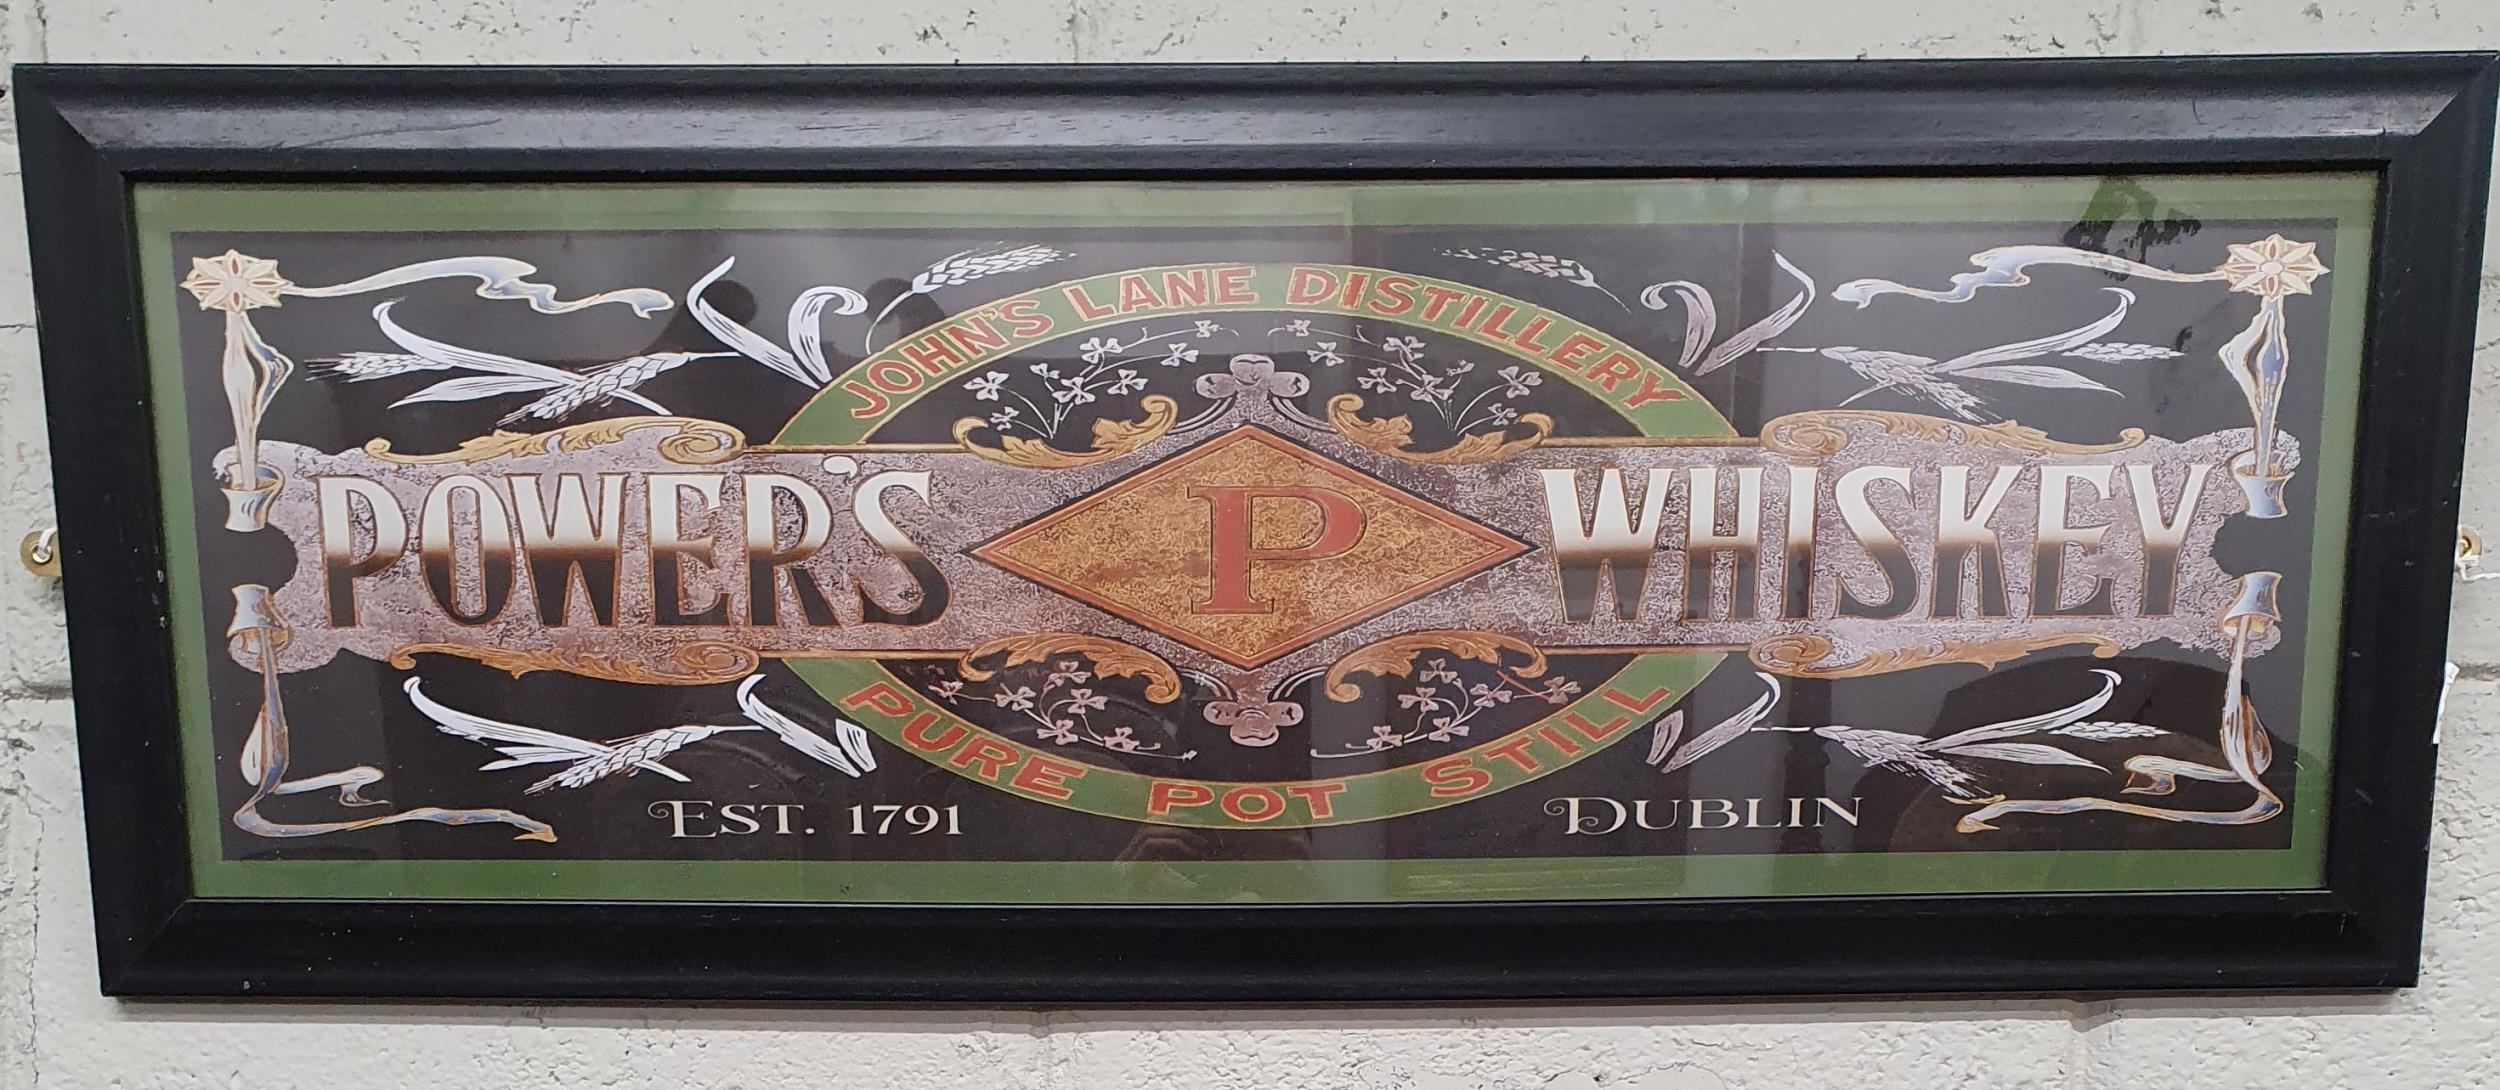 JOHN'S LANE DISTILLERY
POWER'S P WHISKEY
PURE POT STILL
EST. 1791 DUBLIN